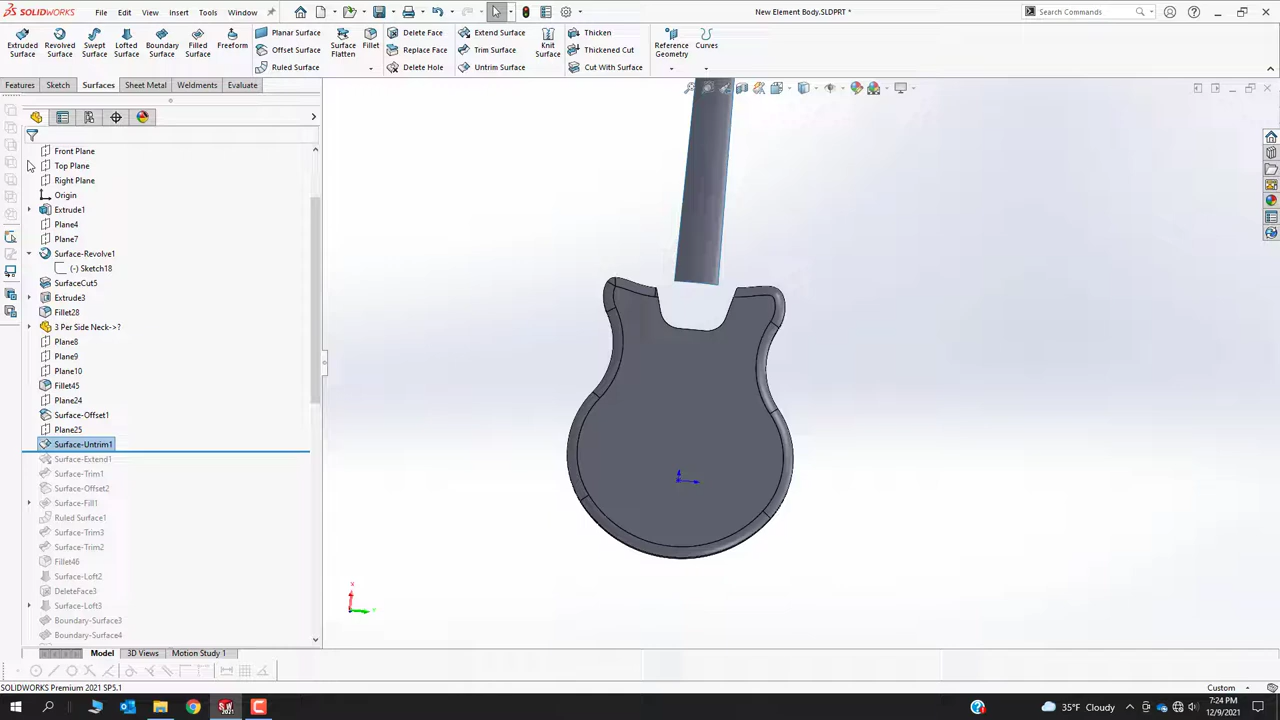 SOLIDWORKS File Edit View Insert Tools Window New Element Body.SLDPRT * Search Commands
Extruded Surface
Revolved Surface
Swept Surface
Lofted Surface
Boundary Surface
Filled Surface
Freeform
Planar Surface
Offset Surface
Ruled Surface
Surface Flatten
Fillet
Delete Face
Replace Face
Delete Hole
Extend Surface
Trim Surface
Untrim Surface
Knit Surface
Thicken
Thickened Cut
Cut With Surface
Reference Geometry
Curves
Features Sketch Surfaces Sheet Metal Weldments Evaluate
Front Plane
Top Plane
Right Plane
Origin
Extrude1
Plane4
Plane7
Surface-Revolve1
(-) Sketch18
SurfaceCut5
Extrude3
Fillet28
3 Per Side Neck->?
Plane8
Plane9
Plane10
Fillet45
Plane24
Surface-Offset1
Plane25
Surface-Untrim1
Surface-Extend1
Surface-Trim1
Surface-Offset2
Surface-Fill1
Ruled Surface1
Surface-Trim3
Surface-Trim2
Fillet46
Surface-Loft2
DeleteFace3
Surface-Loft3
Boundary-Surface3
Boundary-Surface4
Model 3D Views Motion Study 1
SOLIDWORKS Premium 2021 SP5.1 Custom
35°F Cloudy 7:24 PM
12/9/2021